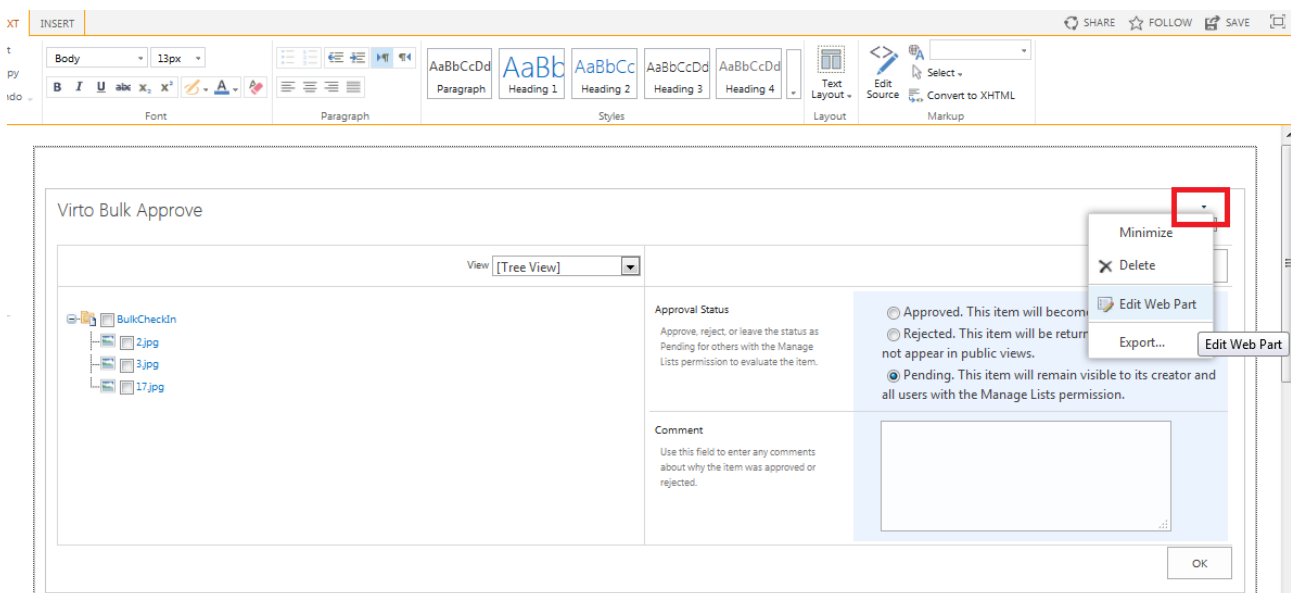 XT INSERT SHARE FOLLOW SAVE
t Body 13px
py AaBbCcDd AaBb AaBbCc AaBbCcDd AaBbCcDd Select
ndo B I U abc x₂ x² A Paragraph Heading 1 Heading 2 Heading 3 Heading 4 Text Layout Edit Source Convert to XHTML
Font Paragraph Styles Layout Markup
Virto Bulk Approve
Minimize
Delete
Edit Web Part
Export...
Edit Web Part
View [Tree View]
BulkCheckIn
2.jpg
3.jpg
17.jpg
Approval Status
Approve, reject, or leave the status as
Pending for others with the Manage
Lists permission to evaluate the item.
Approved. This item will becom
Rejected. This item will be retur
not appear in public views.
Pending. This item will remain visible to its creator and
all users with the Manage Lists permission.
Comment
Use this field to enter any comments
about why the item was approved or
rejected.
OK